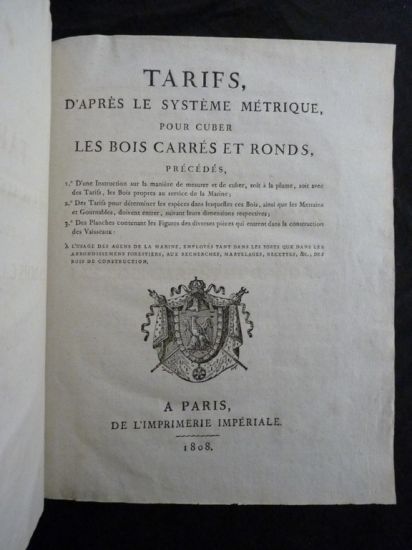 TARIFS,
D'APRÈS LE SYSTÈME MÉTRIQUE,
POUR CUBER
LES BOIS CARRÉS ET RONDS,
PRÉCÉDÉS,
1.° D'une Instruction sur la manière de mesurer et de cuber, soit à la plume, soit avec
des Tarifs, les Bois propres au service de la Marine;
2.° Des Tarifs pour déterminer les espèces dans lesquelles ces Bois, ainsi que les Merrains
et Gournables, doivent entrer, suivant leurs dimensions respectives;
3.° Des Planches contenant les Figures des diverses pièces qui entrent dans la construction
des Vaisseaux:
À L'USAGE DES AGENS DE LA MARINE, EMPLOYÉS TANT DANS LES PORTS QUE DANS LES
ARRONDISSEMENS FORESTIERS, AUX RECHERCHES, MARTELAGES, RECETTES, &c., DES
BOIS DE CONSTRUCTION.
A PARIS,
DE L'IMPRIMERIE IMPÉRIALE.
1808.